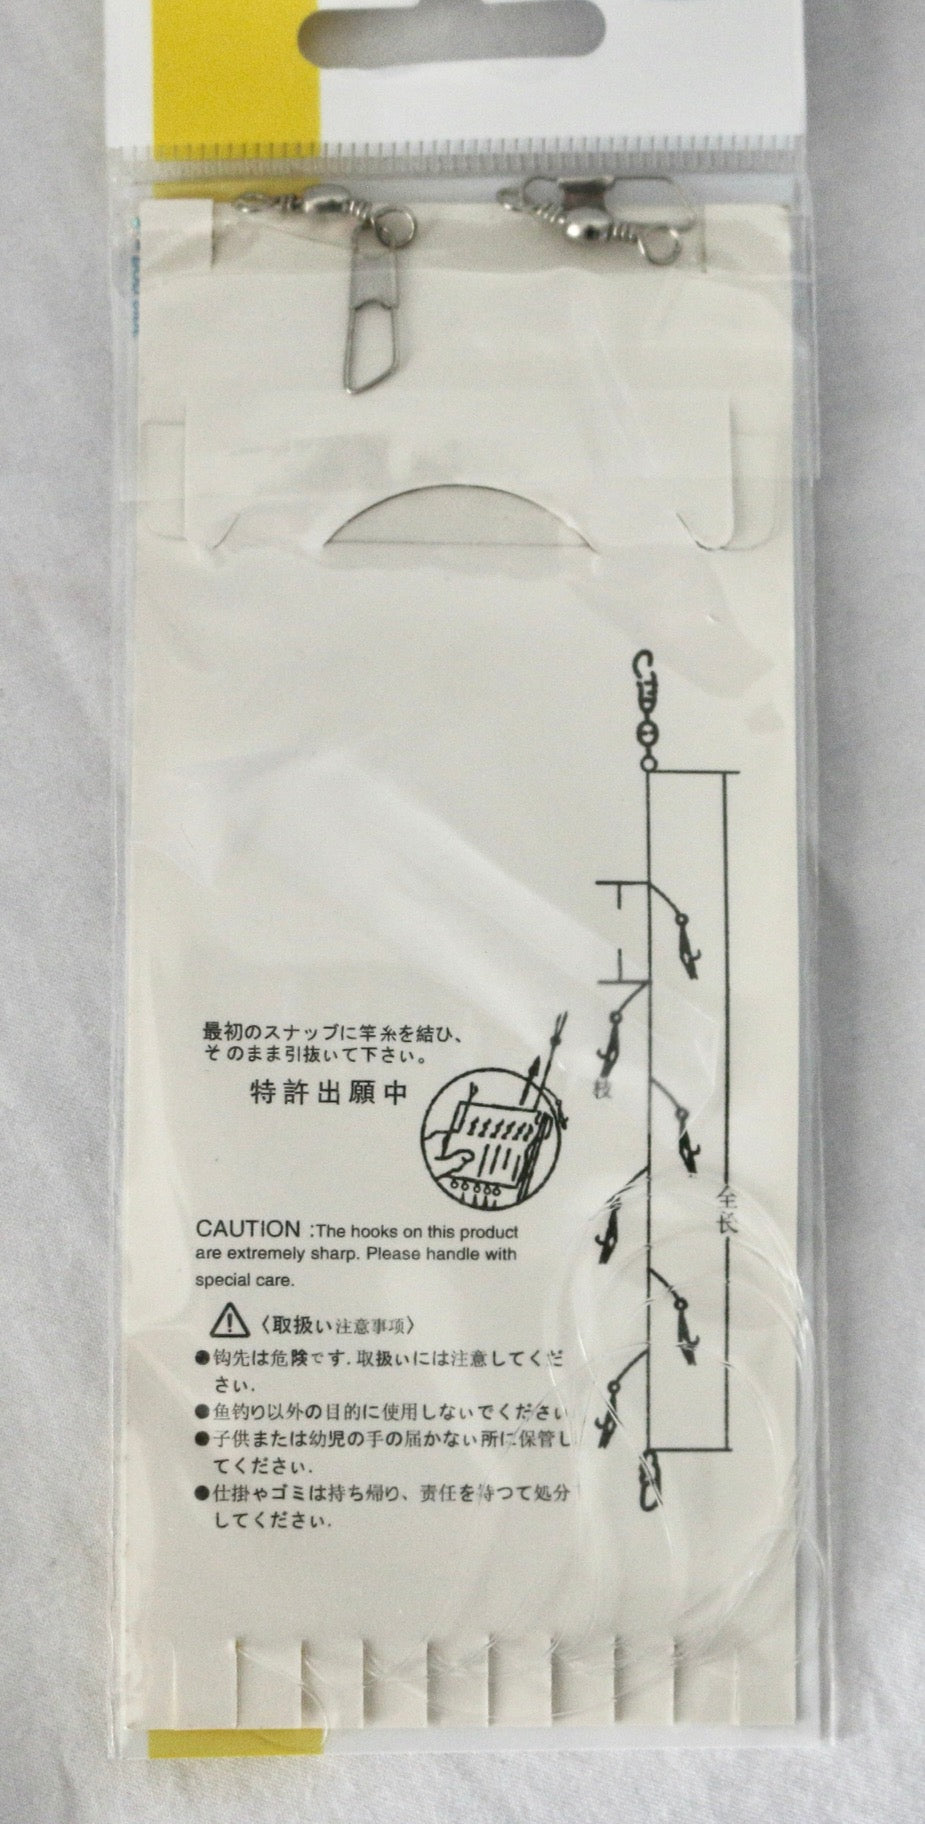 最初のスナップに竿糸を結ひ、
そのまま引抜いて下さい。
特許出願中
枝
全长
CAUTION :The hooks on this product
are extremely sharp. Please handle with
special care.
〈取扱い注意事项〉
●钩先は危険です.取扱いには注意してくだ
さい.
●鱼钓り以外の目的に使用しないでください
●子供または幼児の手の届かない所に保管し
てください.
●仕掛ゃゴミは持ち帰り、责任を待つて処分
してください.